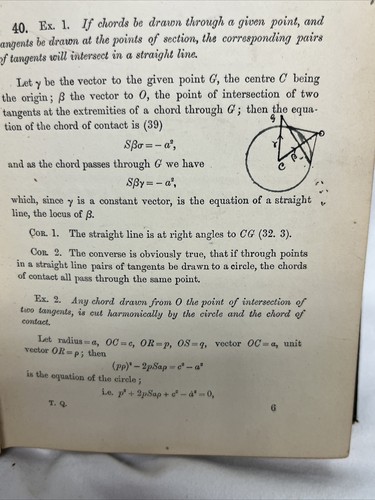 40. Ex. 1. If chords be drawn through a given point, and
tangents be drawn at the points of section, the corresponding pairs
of tangents will intersect in a straight line.
Let γ be the vector to the given point G, the centre C being
the origin; β the vector to O, the point of intersection of two
tangents at the extremities of a chord through G; then the equa-
tion of the chord of contact is (39)
Sβσ = − a²,
and as the chord passes through G we have
Sβγ = − a²,
which, since γ is a constant vector, is the equation of a straight
line, the locus of β.
g
O
γ
β
C
Cor. 1. The straight line is at right angles to CG (32. 3).
Cor. 2. The converse is obviously true, that if through points
in a straight line pairs of tangents be drawn to a circle, the chords
of contact all pass through the same point.
Ex. 2. Any chord drawn from O the point of intersection of
two tangents, is cut harmonically by the circle and the chord of
contact.
Let radius = a, OC = c, OR = p, OS = q, vector OC = α, unit
vector OR = ρ; then
(pρ)² − 2pSαρ = c² − a²
is the equation of the circle;
i.e. p² + 2pSαρ + c² − a² = 0,
T. Q.
6